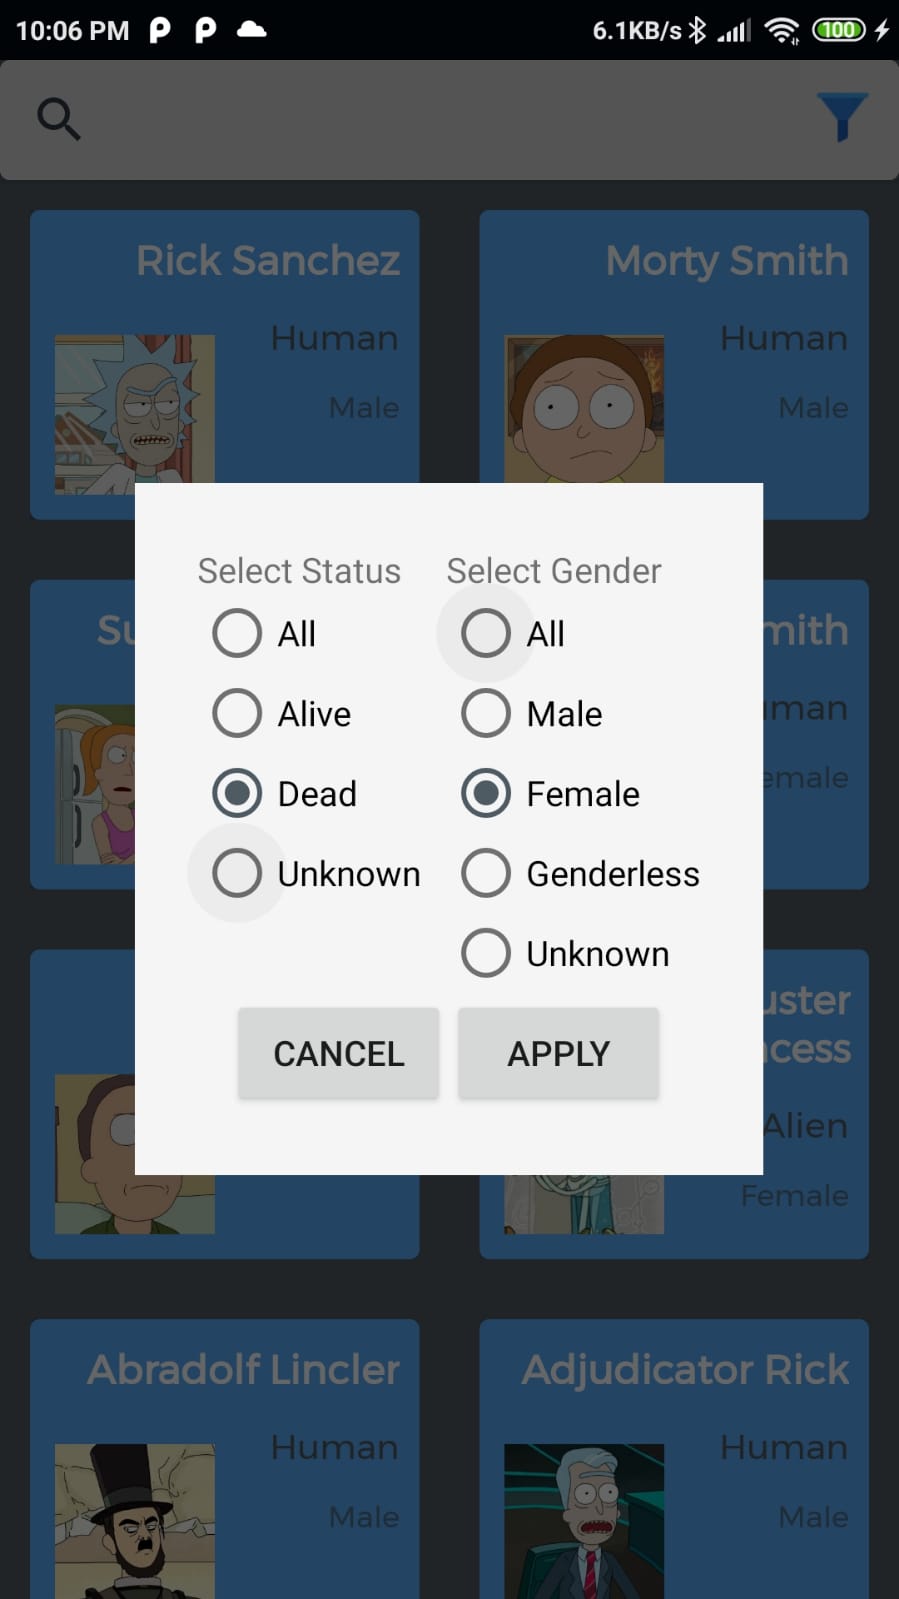 10:06 PM 6.1KB/s 100
Rick Sanchez
Human
Male
Morty Smith
Human
Male
Su
mith
man
emale
Select Status
All
Alive
Dead
Unknown
Select Gender
All
Male
Female
Genderless
Unknown
CANCEL APPLY
uster
cess
Alien
Female
Abradolf Lincler
Human
Male
Adjudicator Rick
Human
Male